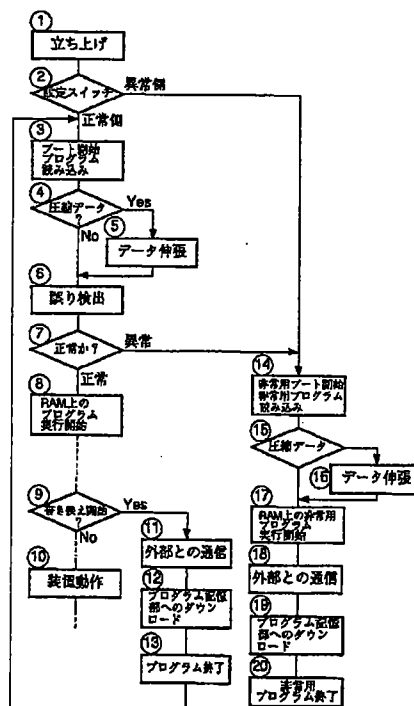 ①
立ち上げ
②
設定スイッチ
異常側
正常側
③
ブート開始
プログラム
読み込み
④
圧縮データ
?
Yes
No
⑤
データ伸張
⑥
誤り検出
⑦
正常か?
異常
正常
⑧
RAM上の
プログラム
実行開始
⑨
書き換え開始
?
Yes
No
⑩
装置動作
⑪
外部との通信
⑫
プログラム記憶
部へのダウン
ロード
⑬
プログラム終了
⑭
非常用ブート開始
非常用プログラム
読み込み
⑮
圧縮データ
?
⑯
データ伸張
⑰
RAM上の非常用
プログラム
実行開始
⑱
外部との通信
⑲
プログラム記憶
部へのダウン
ロード
⑳
非常用
プログラム終了